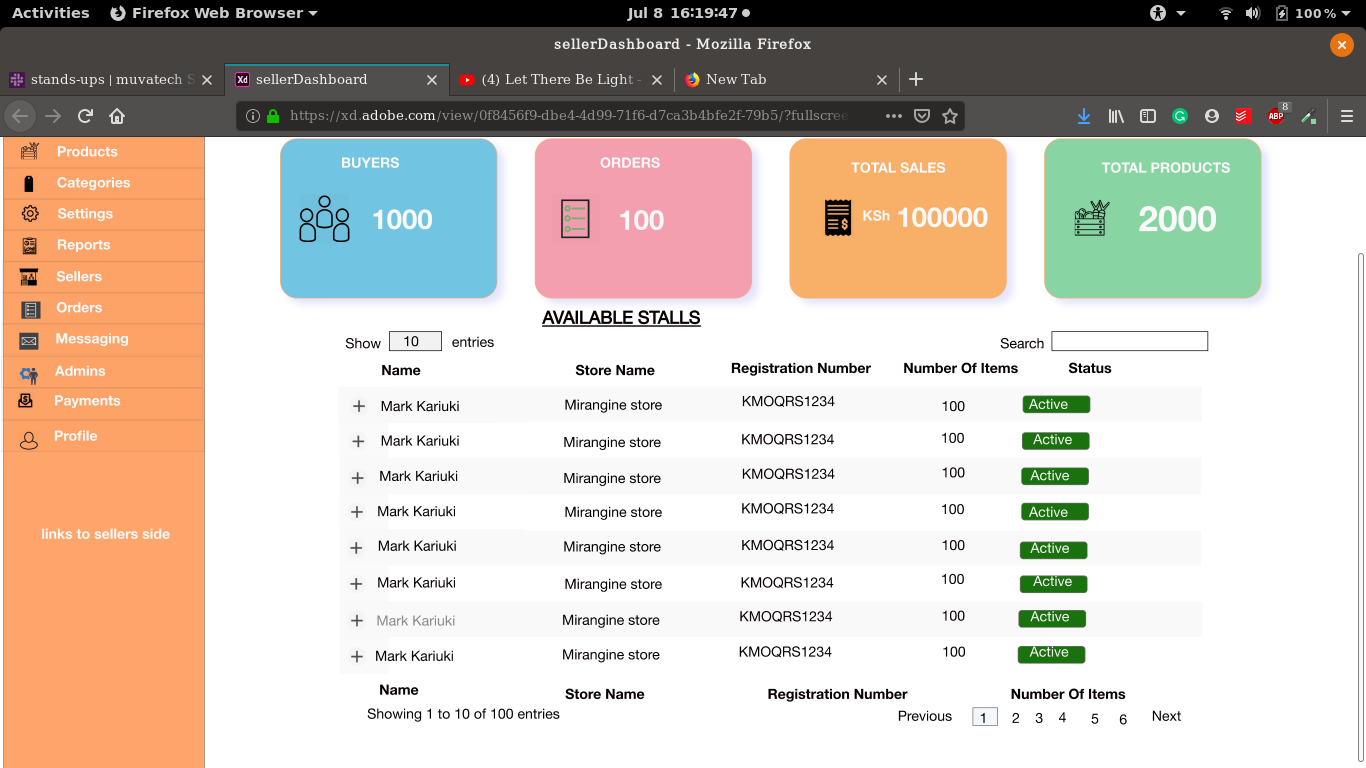 Activities Firefox Web Browser Jul 8 16:19:47 100 %
sellerDashboard - Mozilla Firefox
stands-ups | muvatech S sellerDashboard (4) Let There Be Light - New Tab
https://xd.adobe.com/view/0f8456f9-dbe4-4d99-71f6-d7ca3b4bfe2f-79b5/?fullscree ABP 8
Products
Categories
Settings
Reports
Sellers
Orders
Messaging
Admins
Payments
Profile
links to sellers side
BUYERS
1000
ORDERS
100
TOTAL SALES
KSh 100000
TOTAL PRODUCTS
2000
AVAILABLE STALLS
Show 10 entries Search
Name Store Name Registration Number Number Of Items Status
+ Mark Kariuki Mirangine store KMOQRS1234 100 Active
+ Mark Kariuki Mirangine store KMOQRS1234 100 Active
+ Mark Kariuki Mirangine store KMOQRS1234 100 Active
+ Mark Kariuki Mirangine store KMOQRS1234 100 Active
+ Mark Kariuki Mirangine store KMOQRS1234 100 Active
+ Mark Kariuki Mirangine store KMOQRS1234 100 Active
+ Mark Kariuki Mirangine store KMOQRS1234 100 Active
+ Mark Kariuki Mirangine store KMOQRS1234 100 Active
Name Store Name Registration Number Number Of Items
Showing 1 to 10 of 100 entries Previous 1 2 3 4 5 6 Next